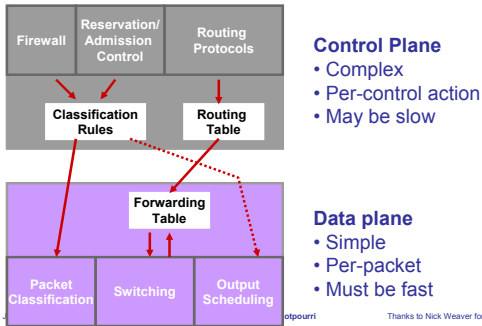 Firewall
Reservation/
Admission
Control
Routing
Protocols
Classification
Rules
Routing
Table
Control Plane
• Complex
• Per-control action
• May be slow
Forwarding
Table
Packet
Classification
Switching
Output
Scheduling
Data plane
• Simple
• Per-packet
• Must be fast
otpourri
Thanks to Nick Weaver for